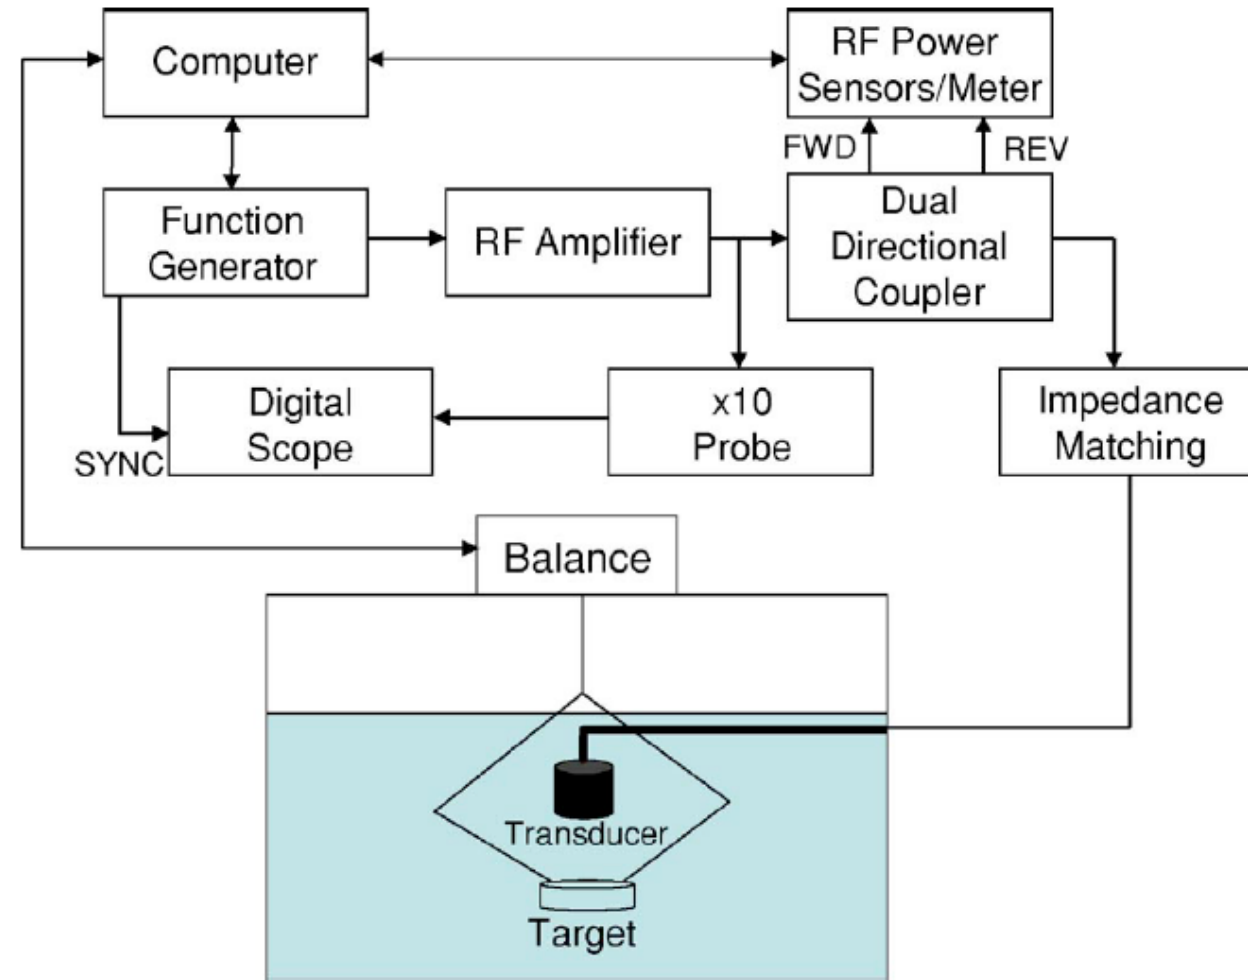 Computer
RF Power
Sensors/Meter
FWD
REV
Function
Generator
RF Amplifier
Dual
Directional
Coupler
Digital
Scope
SYNC
x10
Probe
Impedance
Matching
Balance
Transducer
Target